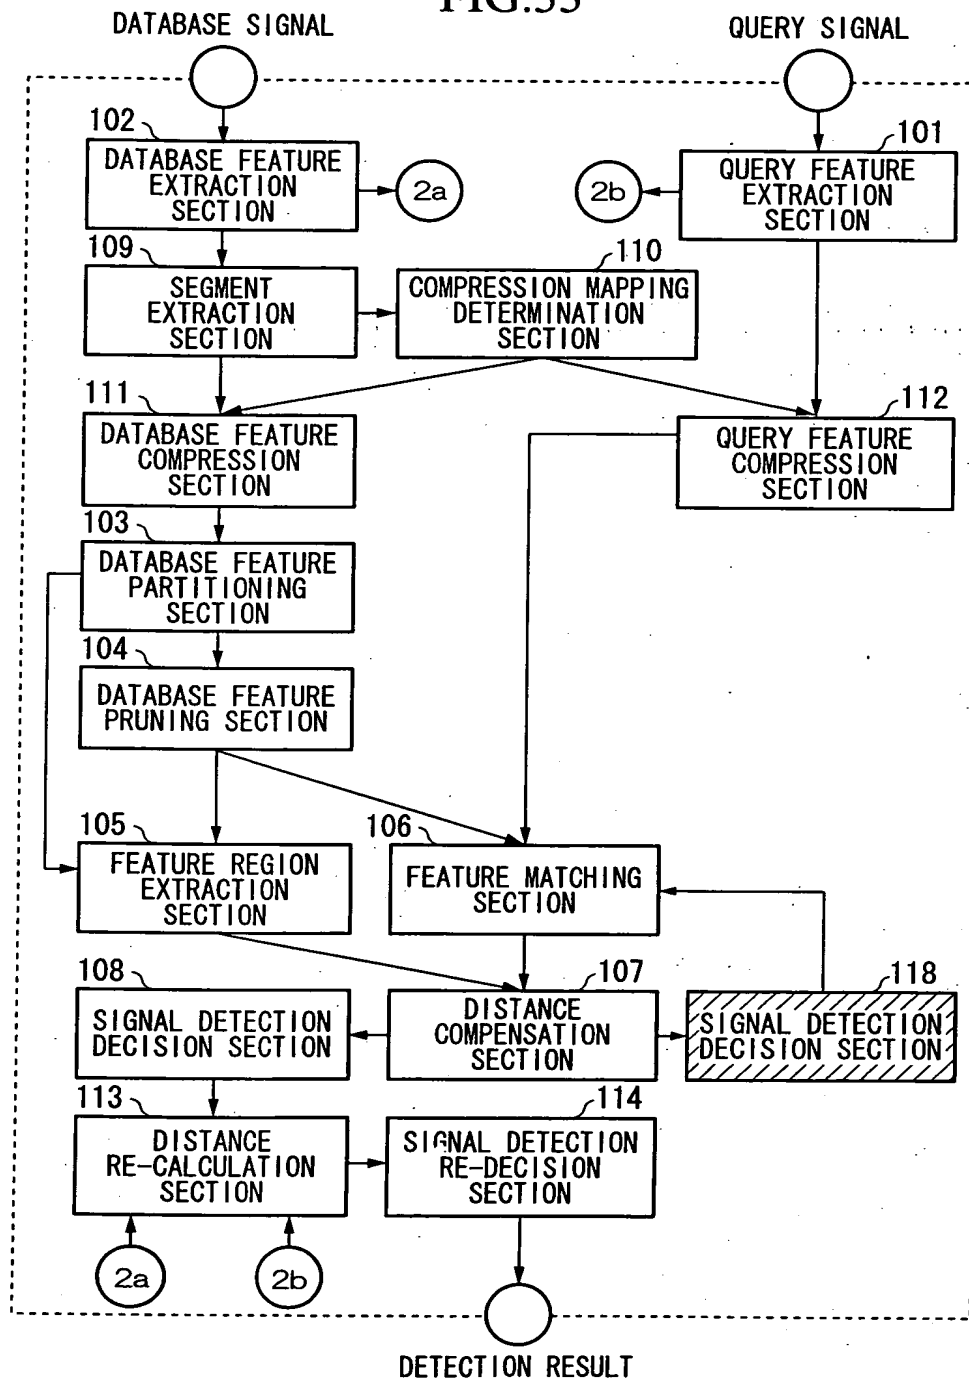 FIG.33
DATABASE SIGNAL
QUERY SIGNAL
102
DATABASE FEATURE
EXTRACTION
SECTION
2a
2b
101
QUERY FEATURE
EXTRACTION
SECTION
109
SEGMENT
EXTRACTION
SECTION
110
COMPRESSION MAPPING
DETERMINATION
SECTION
111
DATABASE FEATURE
COMPRESSION
SECTION
112
QUERY FEATURE
COMPRESSION
SECTION
103
DATABASE FEATURE
PARTITIONING
SECTION
104
DATABASE FEATURE
PRUNING SECTION
105
FEATURE REGION
EXTRACTION
SECTION
106
FEATURE MATCHING
SECTION
108
SIGNAL DETECTION
DECISION SECTION
107
DISTANCE
COMPENSATION
SECTION
118
SIGNAL DETECTION
DECISION SECTION
113
DISTANCE
RE-CALCULATION
SECTION
114
SIGNAL DETECTION
RE-DECISION
SECTION
2a
2b
DETECTION RESULT